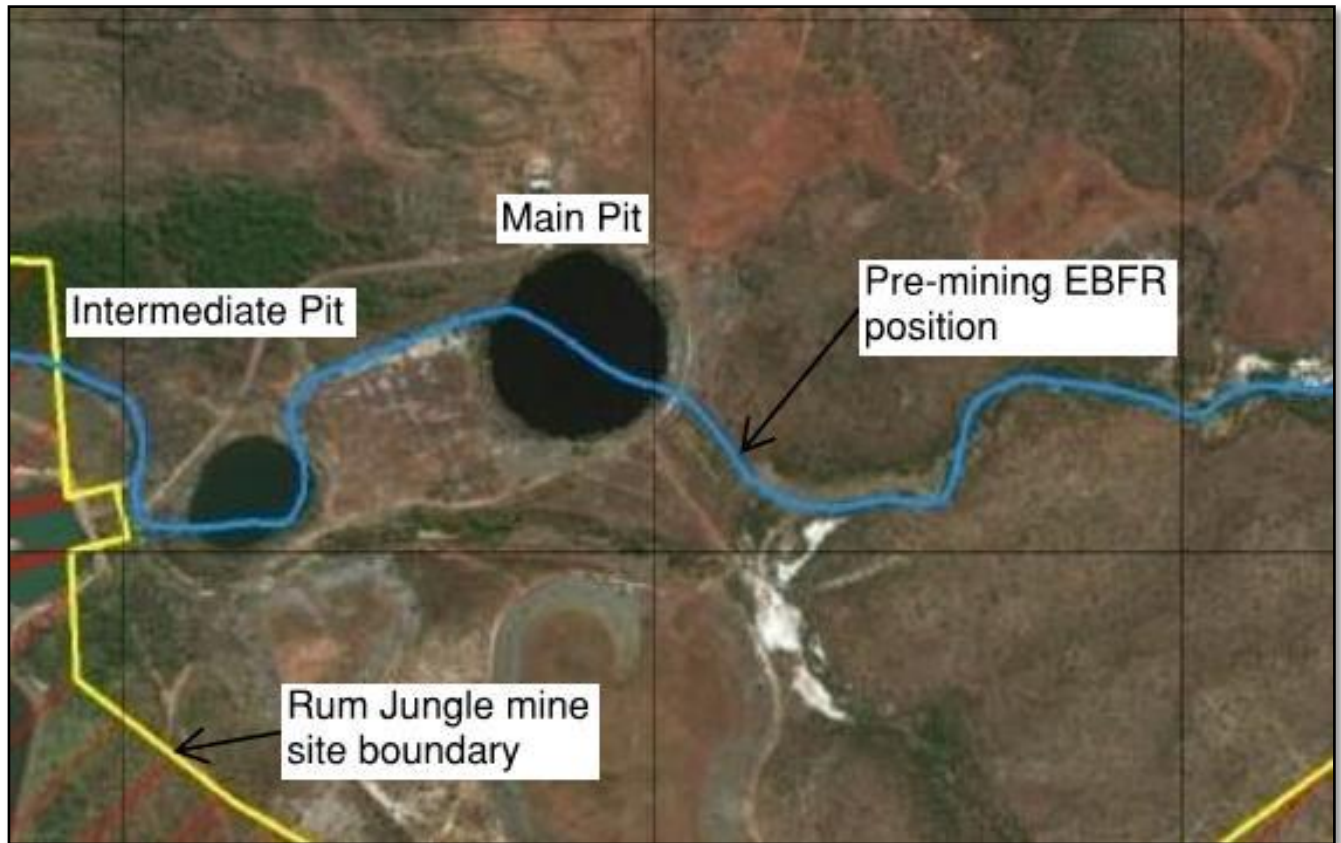 Main Pit
Pre-mining EBFR
position
Intermediate Pit
Rum Jungle mine
site boundary